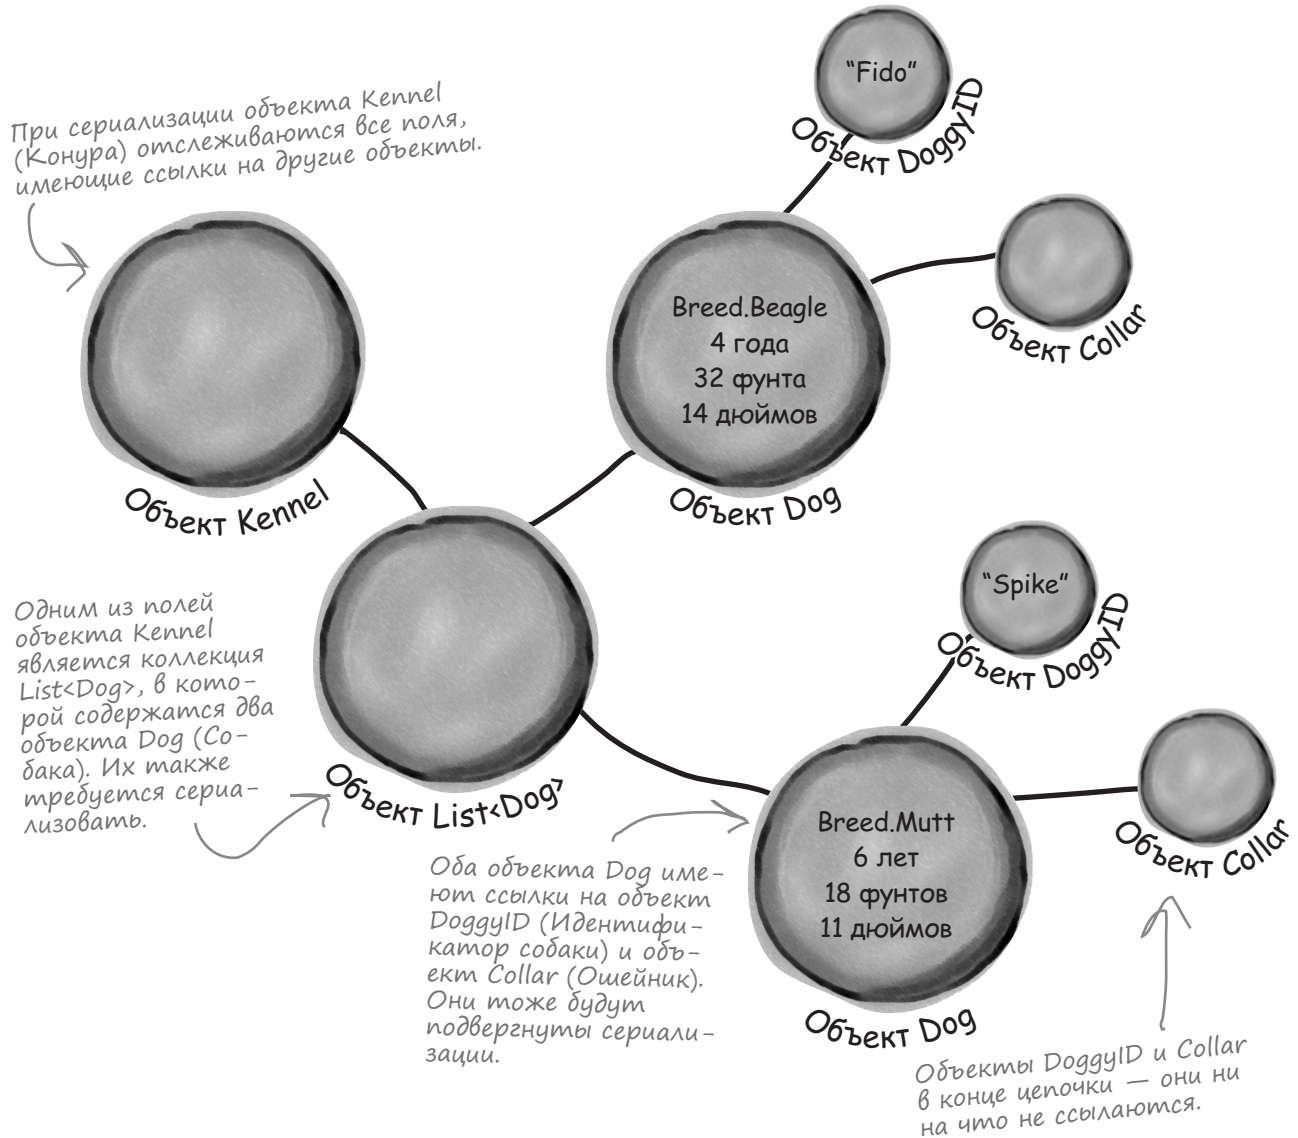 При сериализации объекта Kennel
(Конура) отслеживаются все поля,
имеющие ссылки на другие объекты.
“Fido”
Объект DoggyID
Объект Collar
Breed.Beagle
4 года
32 фунта
14 дюймов
Объект Dog
Объект Kennel
Одним из полей
объекта Kennel
является коллекция
List<Dog>, в кото-
рой содержатся два
объекта Dog (Со-
бака). Их также
требуется сериа-
лизовать.
Объект List<Dog>
“Spike”
Объект DoggyID
Объект Collar
Breed.Mutt
6 лет
18 фунтов
11 дюймов
Объект Dog
Оба объекта Dog име-
ют ссылки на объект
DoggyID (Идентифи-
катор собаки) и объ-
ект Collar (Ошейник).
Они тоже будут
подвергнуты сериали-
зации.
Объекты DoggyID и Collar
в конце цепочки — они ни
на что не ссылаются.